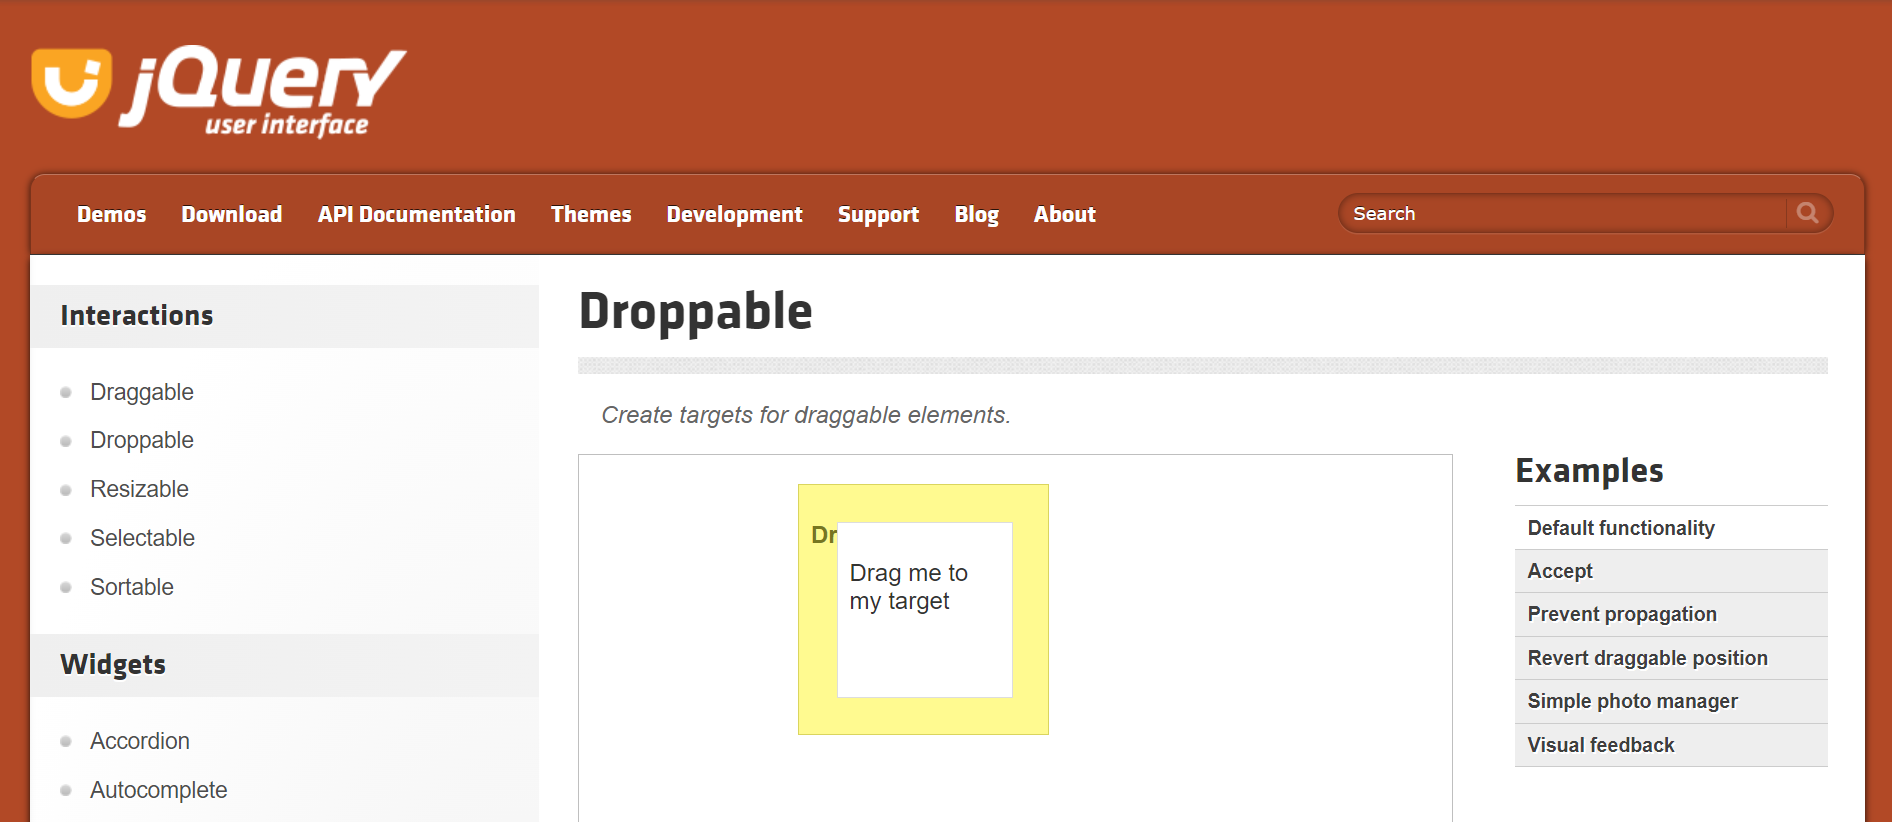 jQuery
user interface
Demos Download API Documentation Themes Development Support Blog About Search
Interactions
Draggable
Droppable
Resizable
Selectable
Sortable
Widgets
Accordion
Autocomplete
Droppable
Create targets for draggable elements.
Dr
Drag me to
my target
Examples
Default functionality
Accept
Prevent propagation
Revert draggable position
Simple photo manager
Visual feedback